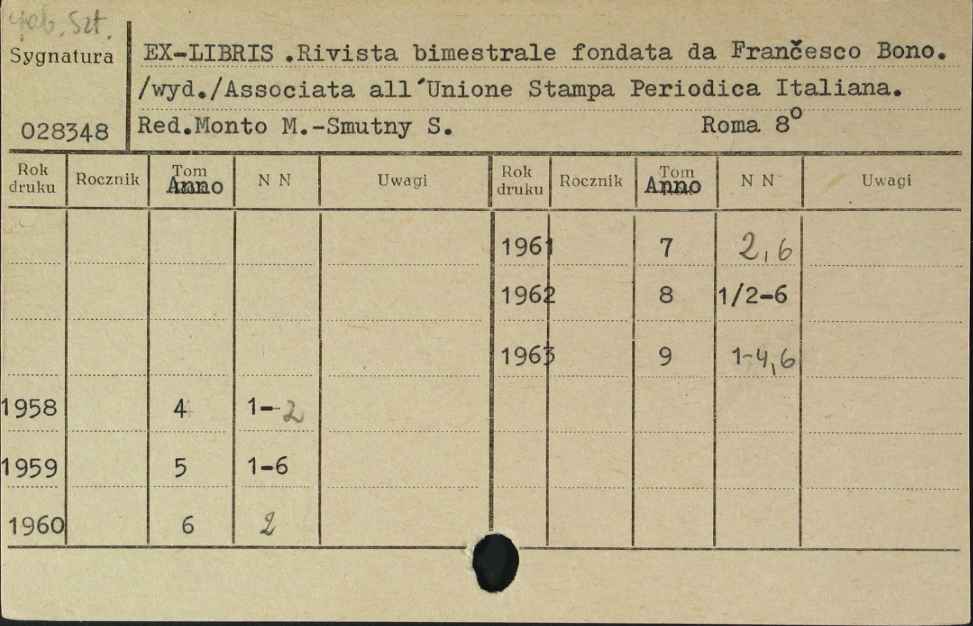 Gab. Szt.
Sygnatura
028348
EX-LIBRIS .Rivista bimestrale fondata da Frančesco Bono.
/wyd./Associata all´Unione Stampa Periodica Italiana.
Red.Monto M.-Smutny S. Roma 8º
Rok druku Rocznik Tom Anno N N Uwagi Rok druku Rocznik Tom Anno N N Uwagi
1961 7 2,6
1962 8 1/2-6
1963 9 1-4,6
1958 4 1-2
1959 5 1-6
1960 6 2